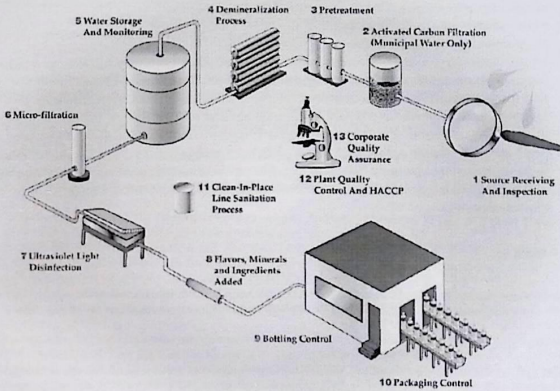 1 Source Receiving
And Inspection
2 Activated Carbon Filtration
(Municipal Water Only)
3 Pretreatment
4 Demineralization
Process
5 Water Storage
And Monitoring
6 Micro-filtration
7 Ultraviolet Light
Disinfection
8 Flavors, Minerals
and Ingredients
Added
9 Bottling Control
10 Packaging Control
11 Clean-In-Place
Line Sanitation
Process
12 Plant Quality
Control And HACCP
13 Corporate
Quality
Assurance